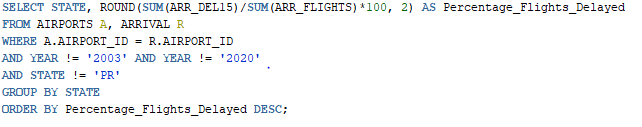 SELECT STATE, ROUND(SUM(ARR_DEL15)/SUM(ARR_FLIGHTS)*100, 2) AS Percentage_Flights_Delayed
FROM AIRPORTS A, ARRIVAL R
WHERE A.AIRPORT_ID = R.AIRPORT_ID
AND YEAR != '2003' AND YEAR != '2020'
AND STATE != 'PR'
GROUP BY STATE
ORDER BY Percentage_Flights_Delayed DESC;